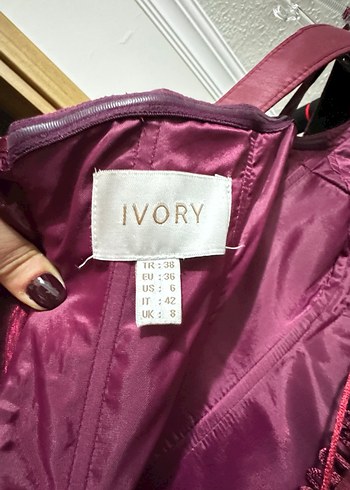 IVORY
TR : 38
EU : 36
US : 6
IT : 42
UK : 8